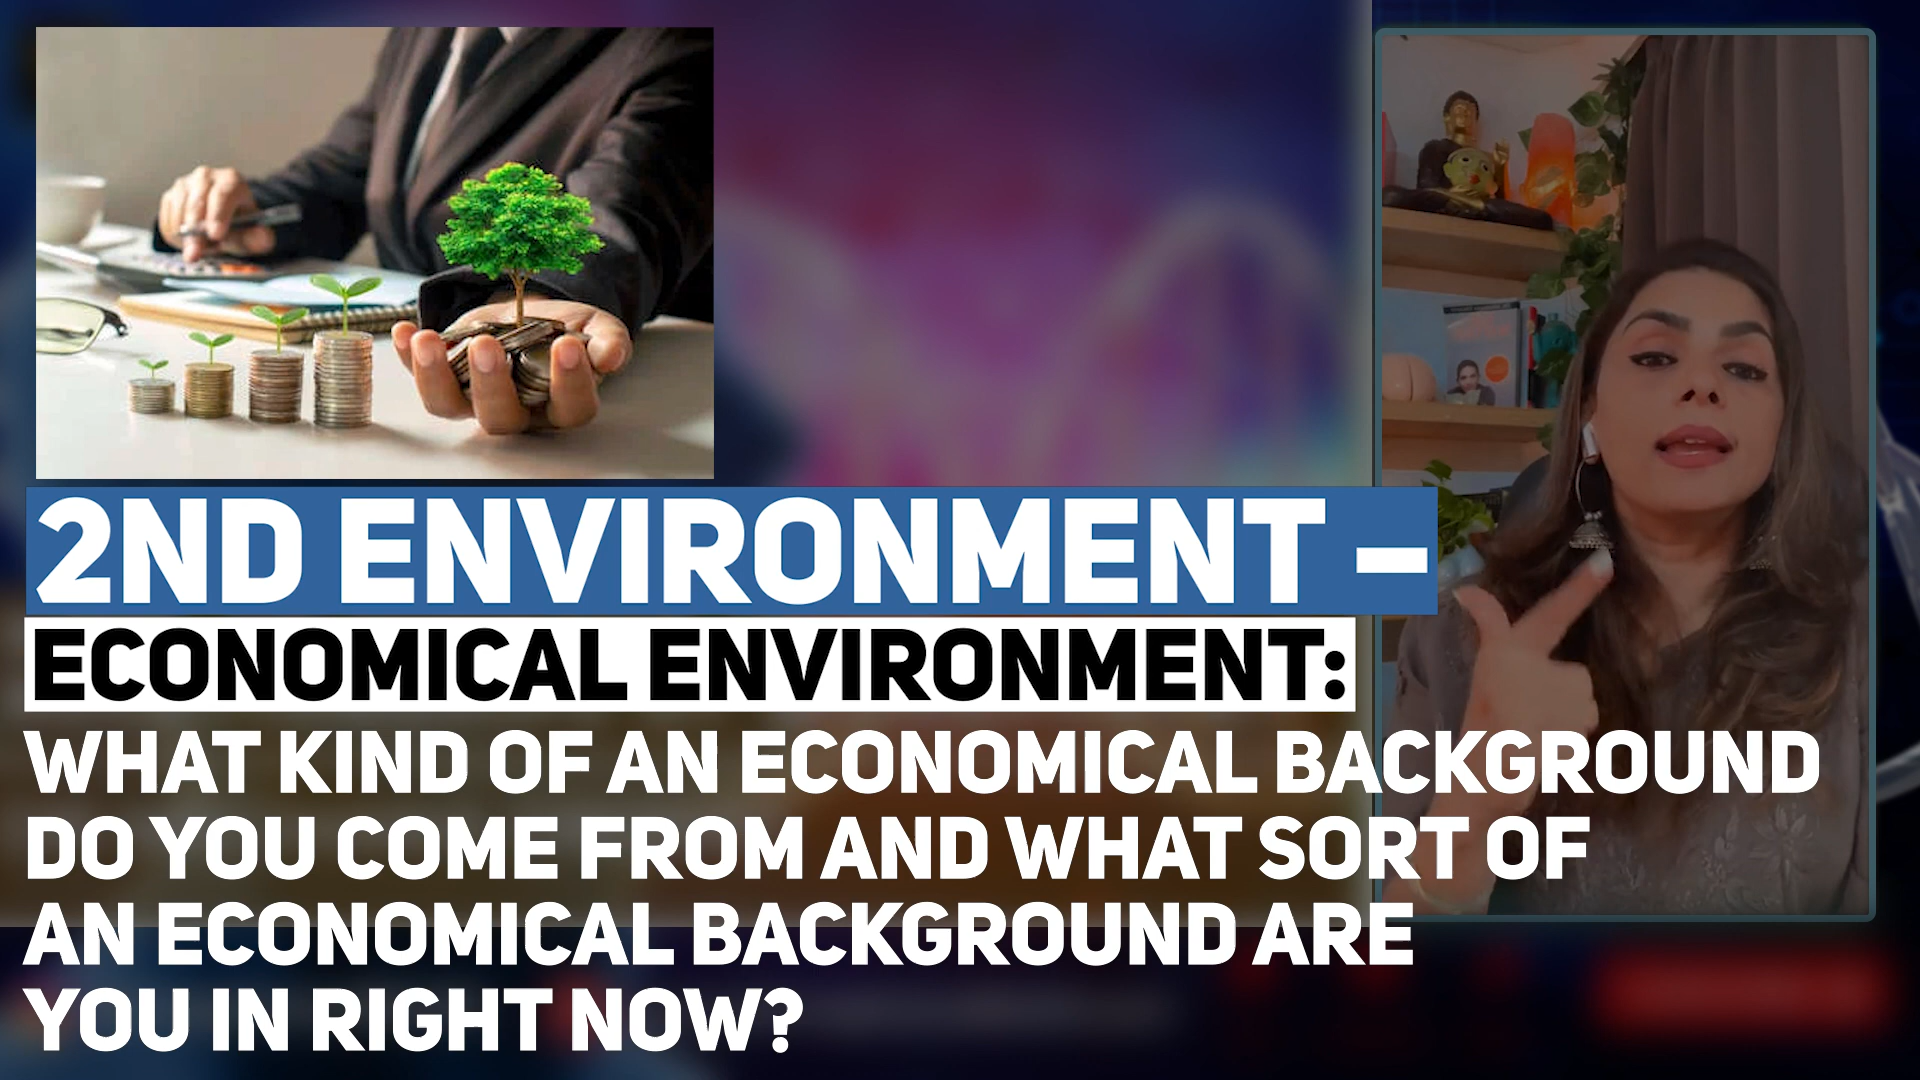 2ND ENVIRONMENT –
ECONOMICAL ENVIRONMENT:
WHAT KIND OF AN ECONOMICAL BACKGROUND
DO YOU COME FROM AND WHAT SORT OF
AN ECONOMICAL BACKGROUND ARE
YOU IN RIGHT NOW?